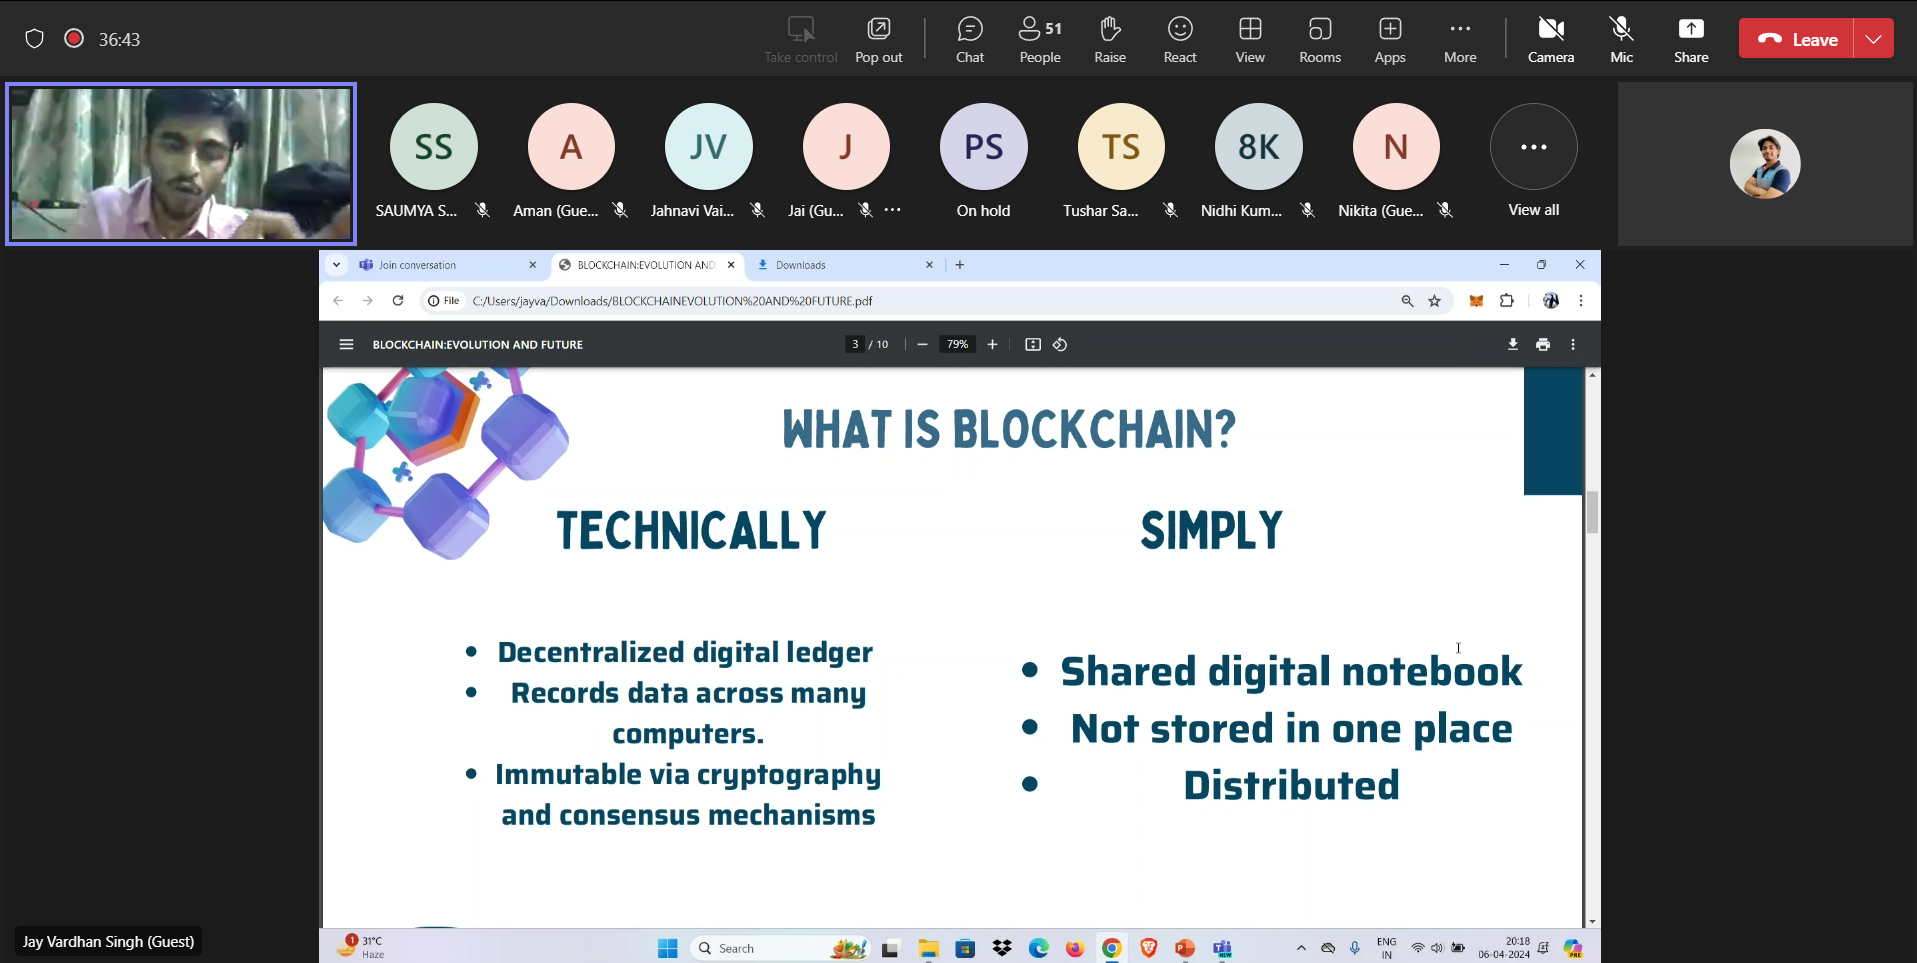 36:43
Take control
Pop out
Chat
51
People
Raise
React
View
Rooms
Apps
More
Camera
Mic
Share
Leave
SS
A
JV
J
PS
TS
8K
N
SAUMYA S...
Aman (Gue...
Jahnavi Vai...
Jai (Gu...
On hold
Tushar Sa...
Nidhi Kum...
Nikita (Gue...
View all
Join conversation
BLOCKCHAIN:EVOLUTION AND
Downloads
File
C:/Users/jayva/Downloads/BLOCKCHAINEVOLUTION%20AND%20FUTURE.pdf
BLOCKCHAIN:EVOLUTION AND FUTURE
3 / 10
79%
WHAT IS BLOCKCHAIN?
TECHNICALLY
• Decentralized digital ledger
• Records data across many
computers.
• Immutable via cryptography
and consensus mechanisms
SIMPLY
• Shared digital notebook
• Not stored in one place
• Distributed
Jay Vardhan Singh (Guest)
1
31°C
Haze
Search
NEW
ENG
IN
20:18
06-04-2024
PRE